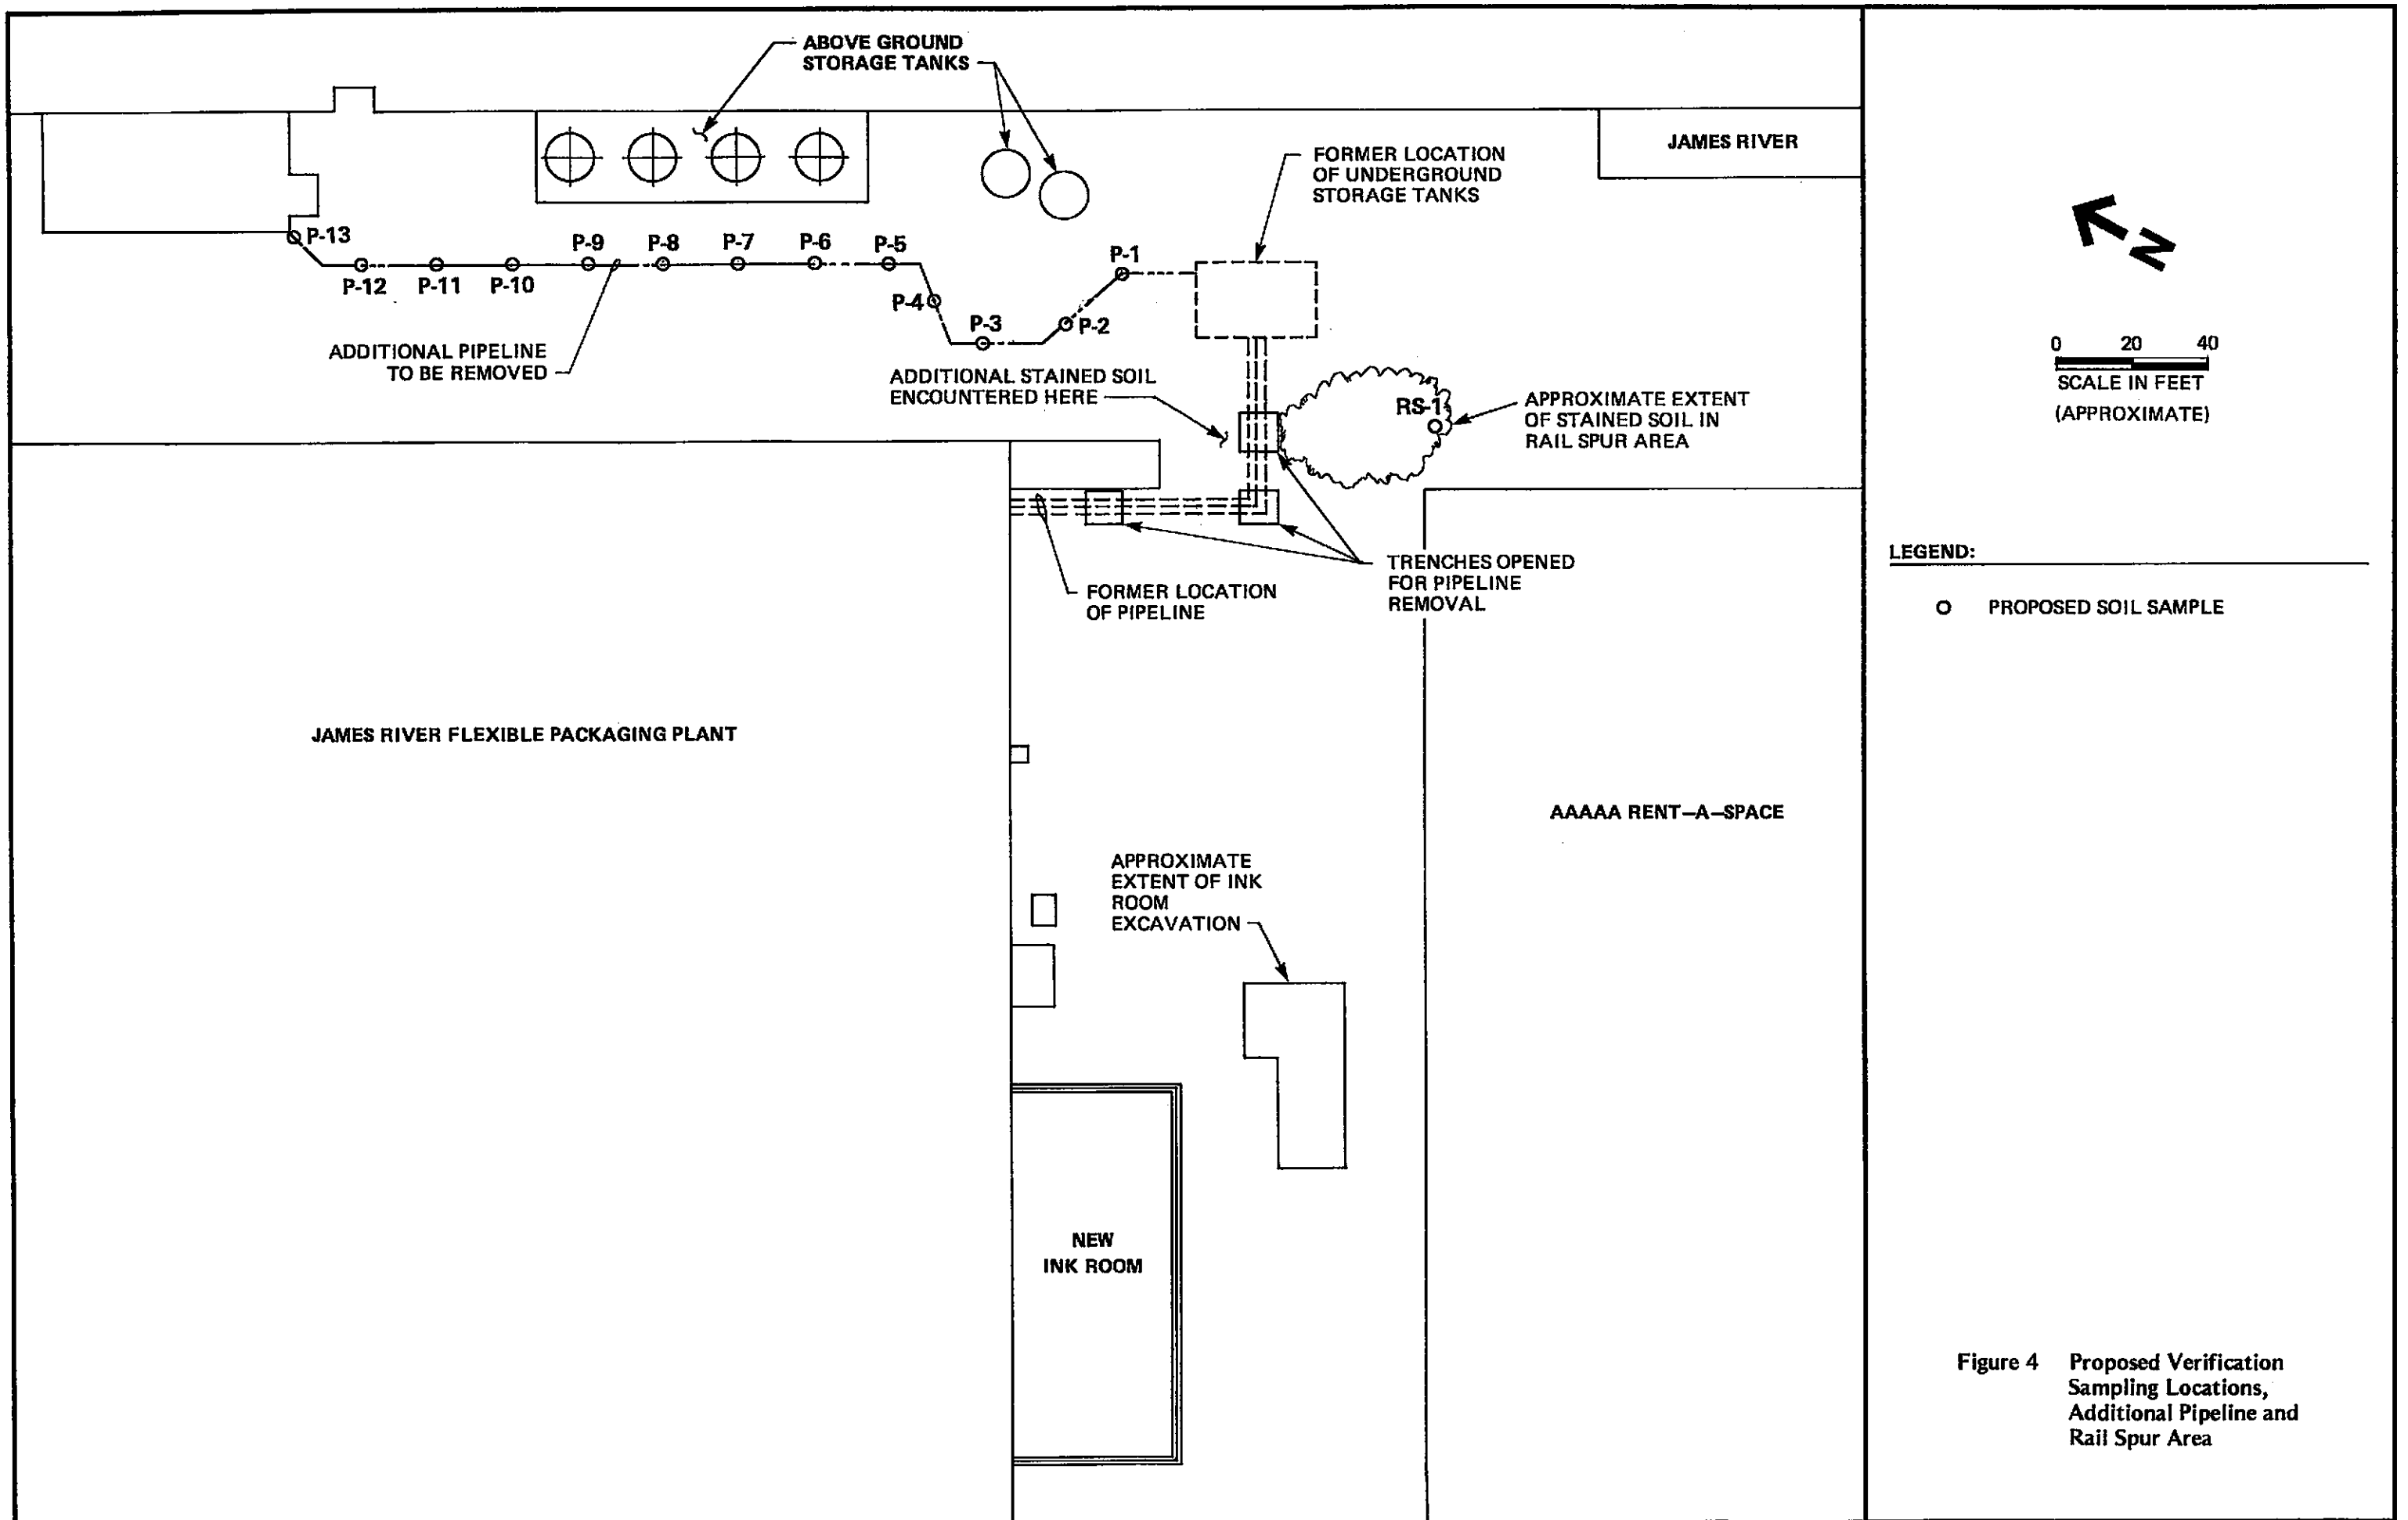 ABOVE GROUND
STORAGE TANKS
JAMES RIVER
FORMER LOCATION
OF UNDERGROUND
STORAGE TANKS
P-13
P-12
P-11
P-10
P-9
P-8
P-7
P-6
P-5
P-4
P-3
P-2
P-1
ADDITIONAL PIPELINE
TO BE REMOVED
ADDITIONAL STAINED SOIL
ENCOUNTERED HERE
RS-1
APPROXIMATE EXTENT
OF STAINED SOIL IN
RAIL SPUR AREA
TRENCHES OPENED
FOR PIPELINE
REMOVAL
FORMER LOCATION
OF PIPELINE
JAMES RIVER FLEXIBLE PACKAGING PLANT
AAAAA RENT-A-SPACE
APPROXIMATE
EXTENT OF INK
ROOM
EXCAVATION
NEW
INK ROOM
N
0 20 40
SCALE IN FEET
(APPROXIMATE)
LEGEND:
O PROPOSED SOIL SAMPLE
Figure 4 Proposed Verification
Sampling Locations,
Additional Pipeline and
Rail Spur Area